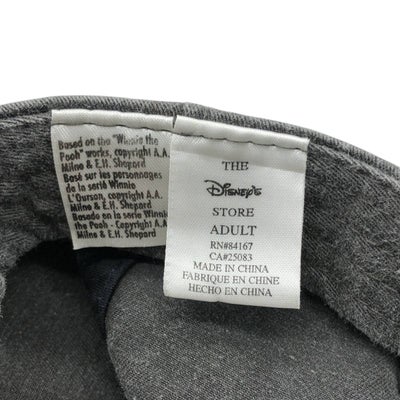 Based on the "Winnie the
Pooh" works, copyright A.A.
Milne & E.H. Shepard
Basé sur les personnages
de la serié Winnie
L'Ourson, copyright A.A.
Milne & E.H. Shepard
Basado en la serié Winnie
the Pooh - Copyright A.A.
Milne & E.H. Shepard
THE
DISNEY'S
STORE
ADULT
RN#84167
CA#25083
MADE IN CHINA
FABRIQUE EN CHINE
HECHO EN CHINA